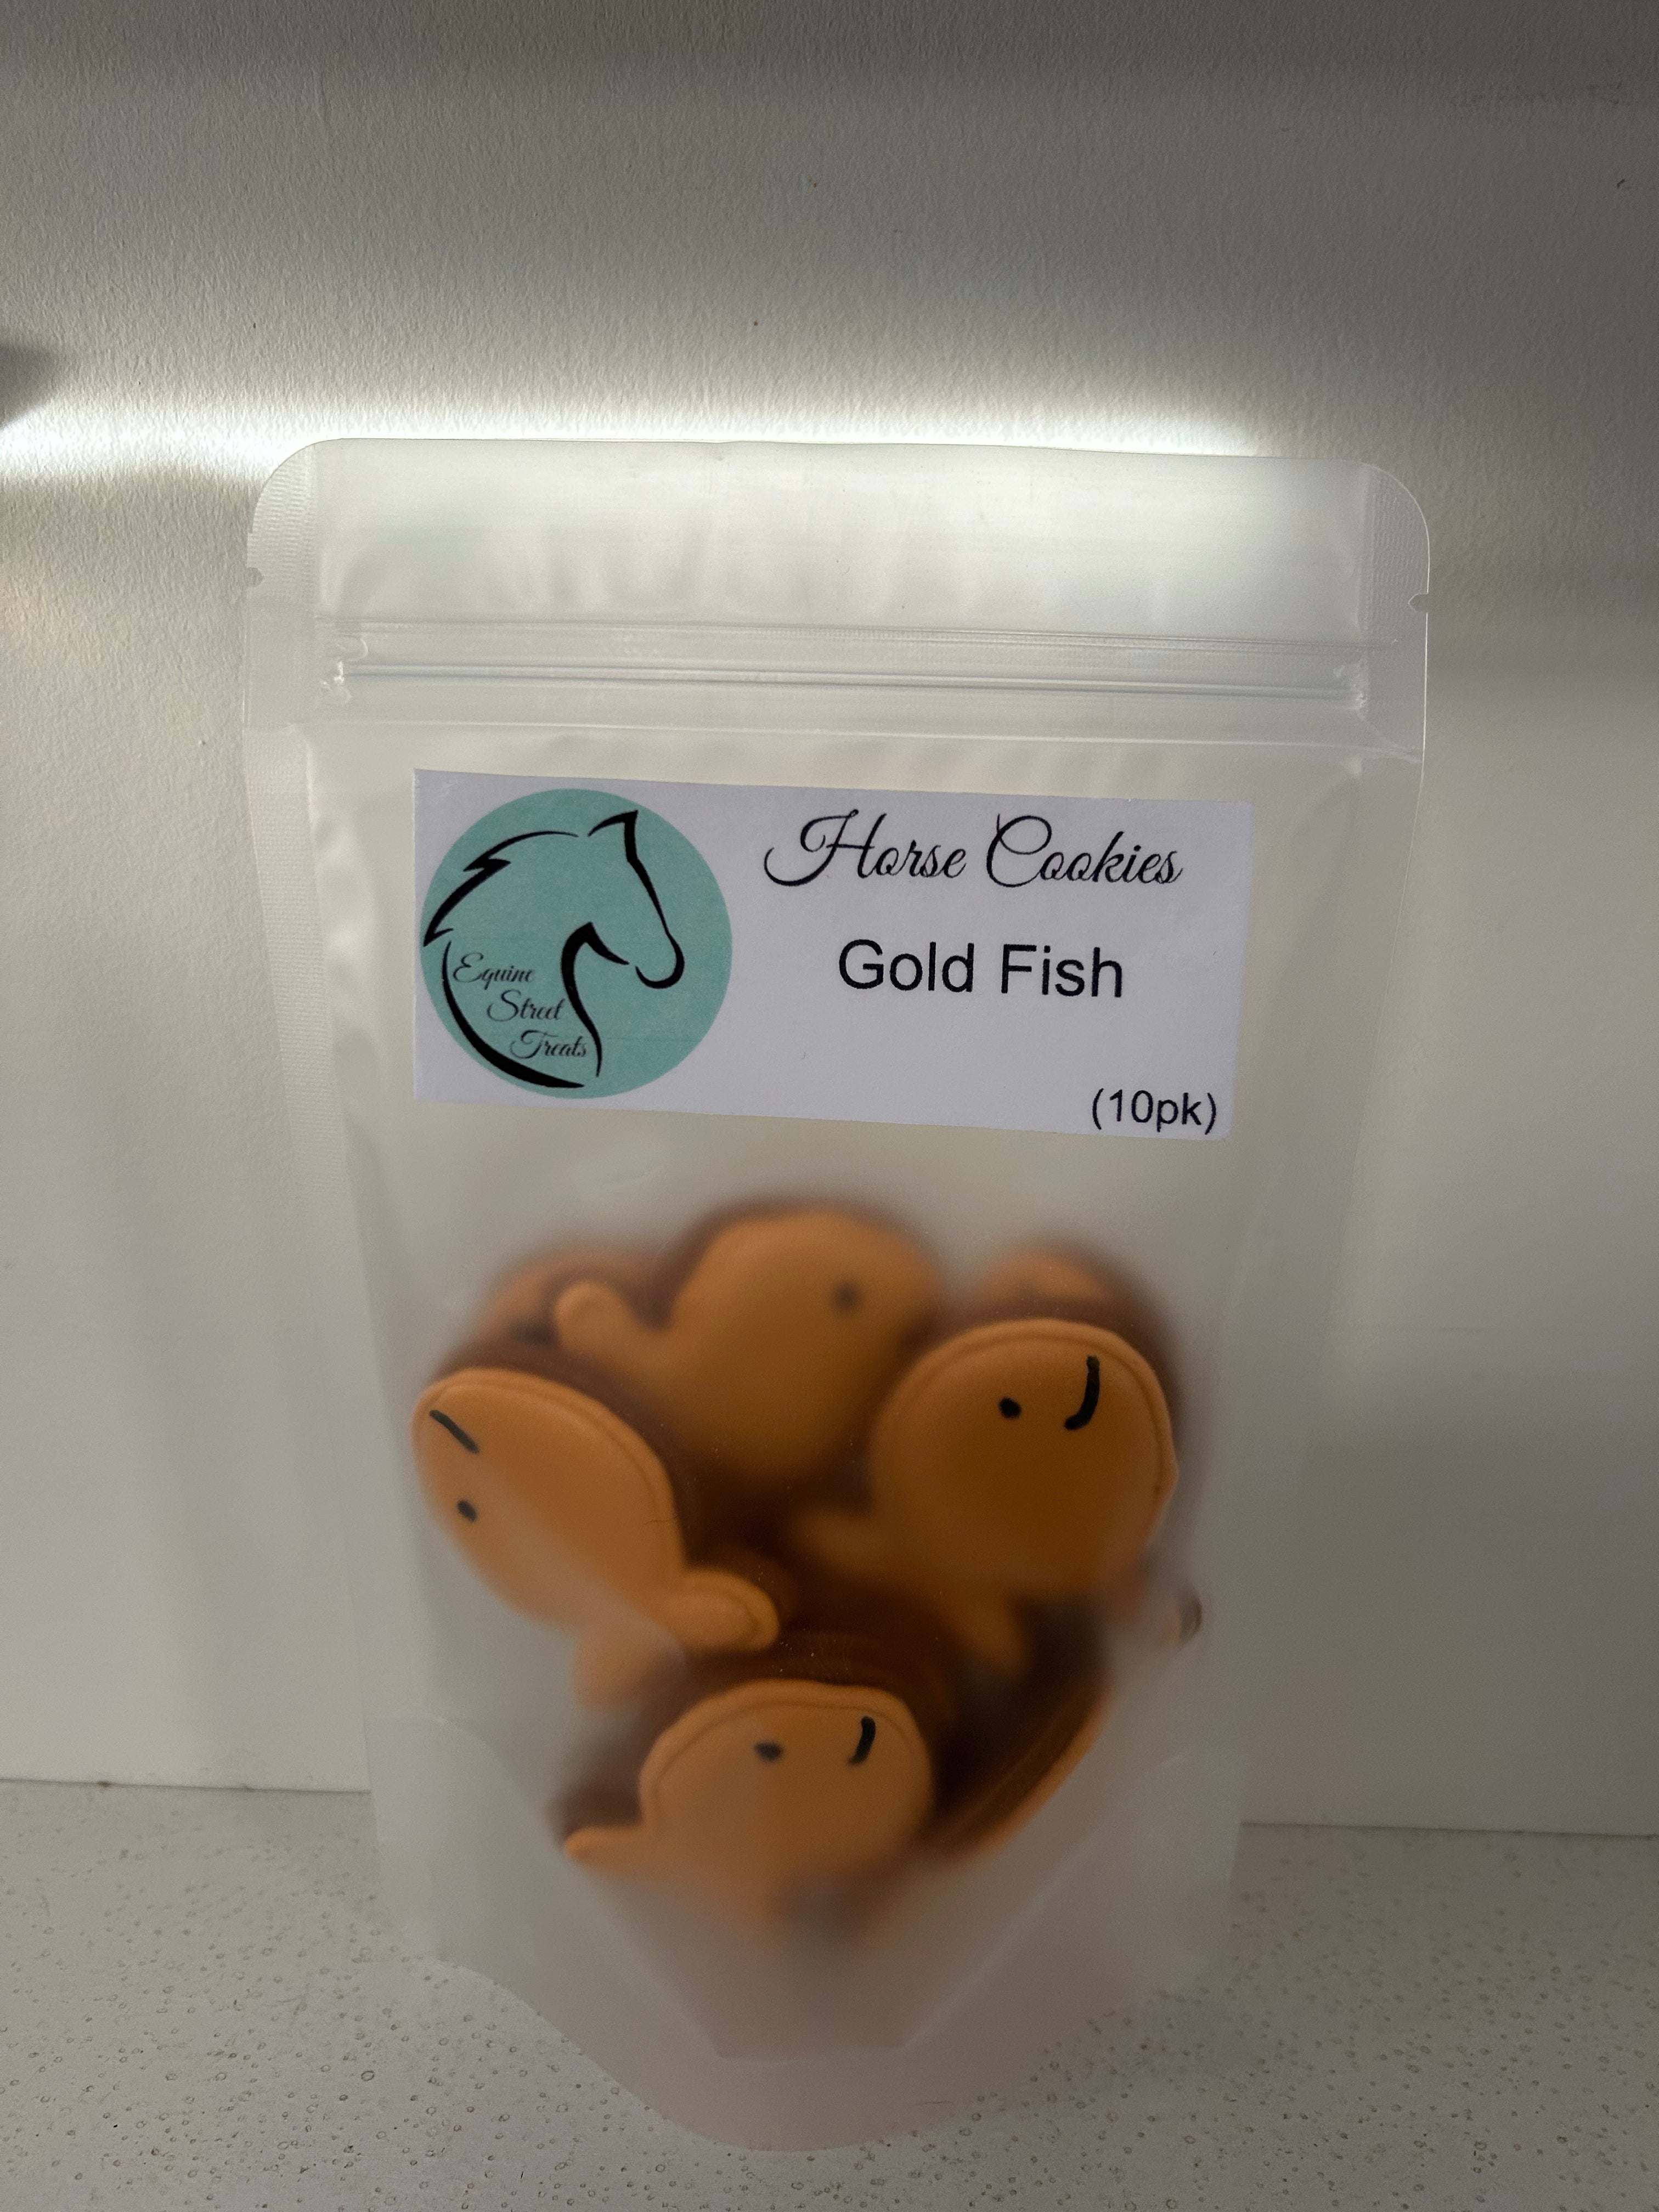 Equine
Street
Treats
Horse Cookies
Gold Fish
(10pk)